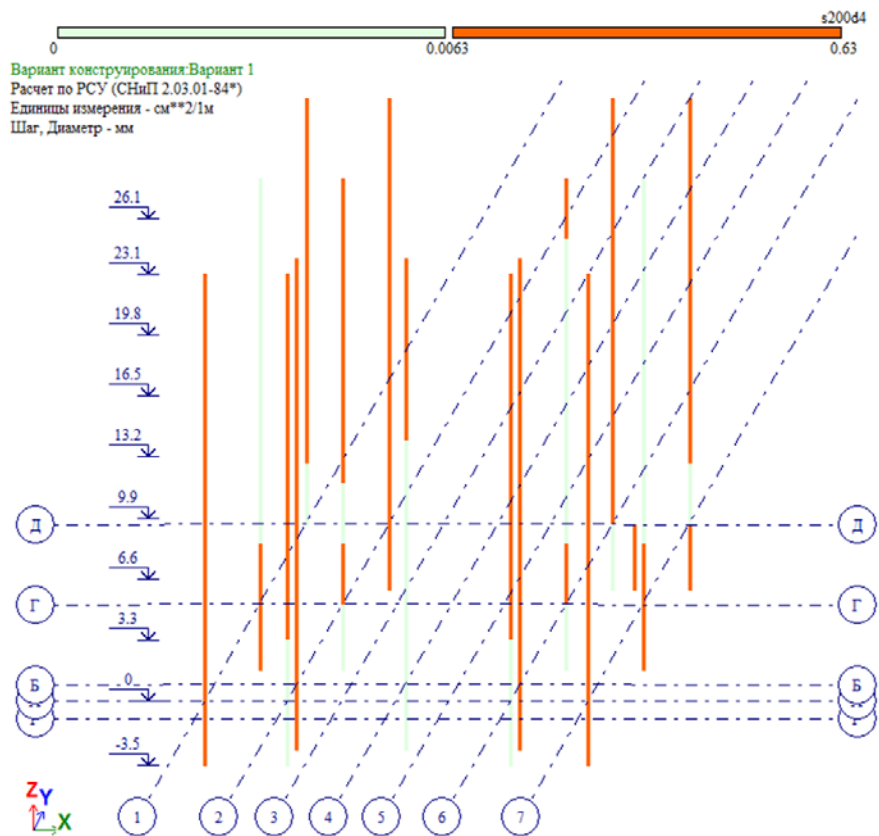 s200d4
0 0.0063 0.63
Вариант конструирования:Вариант 1
Расчет по РСУ (СНиП 2.03.01-84*)
Единицы измерения - см**2/1м
Шаг, Диаметр - мм
26.1
23.1
19.8
16.5
13.2
9.9
Д Д
6.6
Г Г
3.3
Б Б
0
-3.5
Z Y X
1 2 3 4 5 6 7